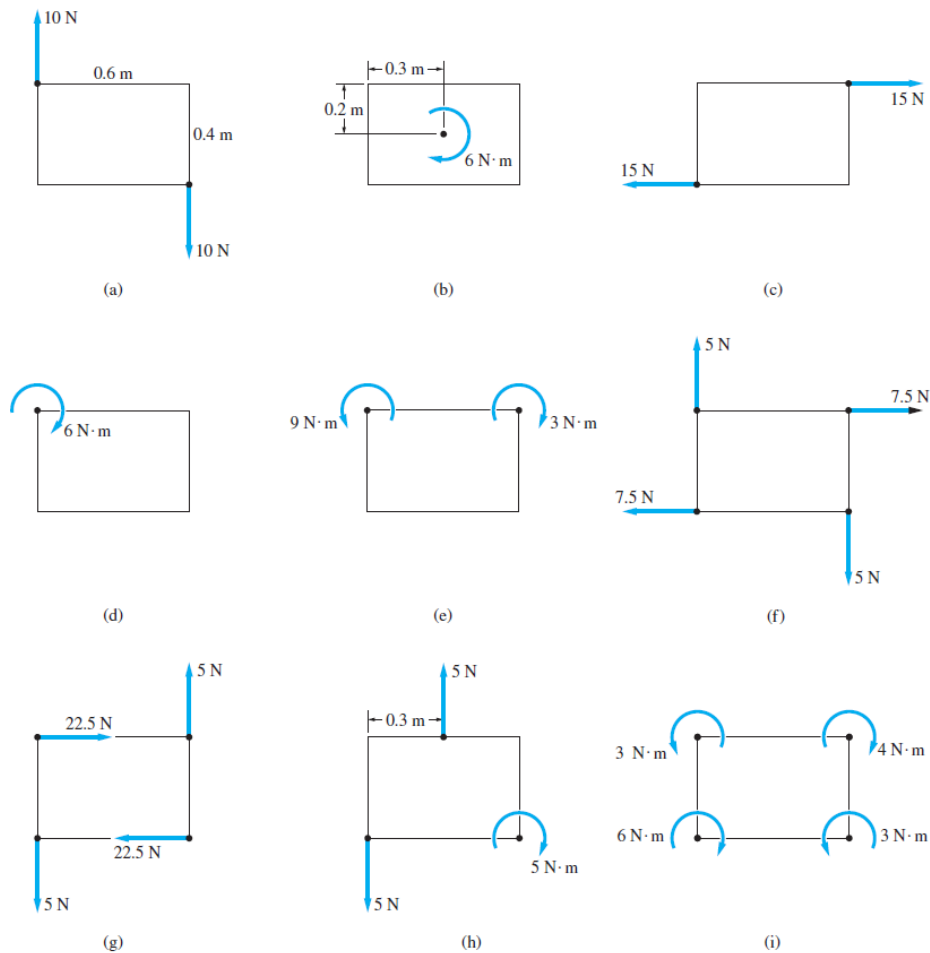 10 N
0.6 m
0.4 m
10 N
(a)
0.3 m
0.2 m
6 N·m
(b)
15 N
15 N
(c)
6 N·m
(d)
9 N·m
3 N·m
(e)
5 N
7.5 N
7.5 N
5 N
(f)
5 N
22.5 N
22.5 N
5 N
(g)
5 N
0.3 m
5 N·m
5 N
(h)
3 N·m
4 N·m
6 N·m
3 N·m
(i)